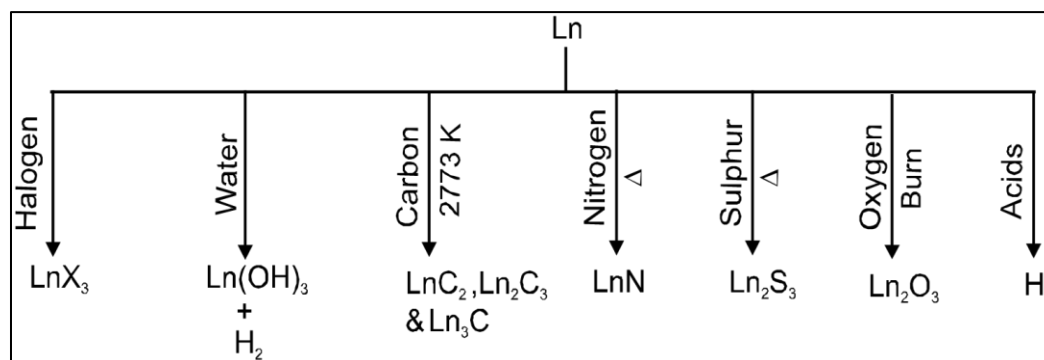 Ln
Halogen
Water
Carbon
2773 K
Nitrogen
Δ
Sulphur
Δ
Oxygen
Burn
Acids
LnX₃
Ln(OH)₃
+
H₂
LnC₂,Ln₂C₃
& Ln₃C
LnN
Ln₂S₃
Ln₂O₃
H